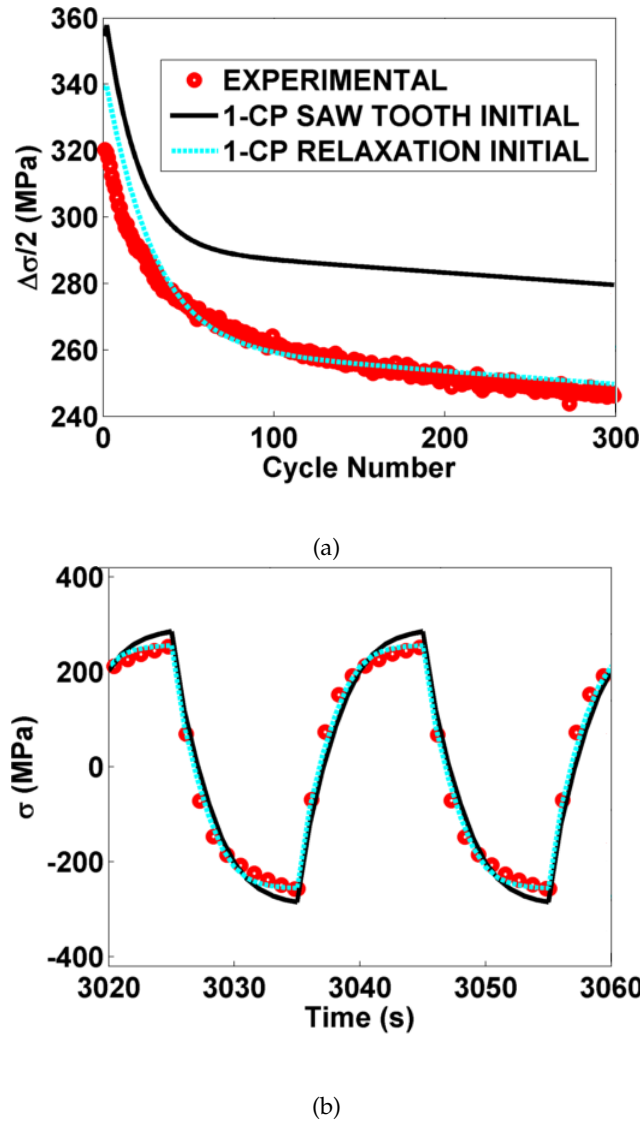 360
340
320
300
280
260
240
Δσ/2 (MPa)
EXPERIMENTAL
1-CP SAW TOOTH INITIAL
1-CP RELAXATION INITIAL
0 100 200 300
Cycle Number
(a)
400
200
0
-200
-400
σ (MPa)
3020 3030 3040 3050 3060
Time (s)
(b)